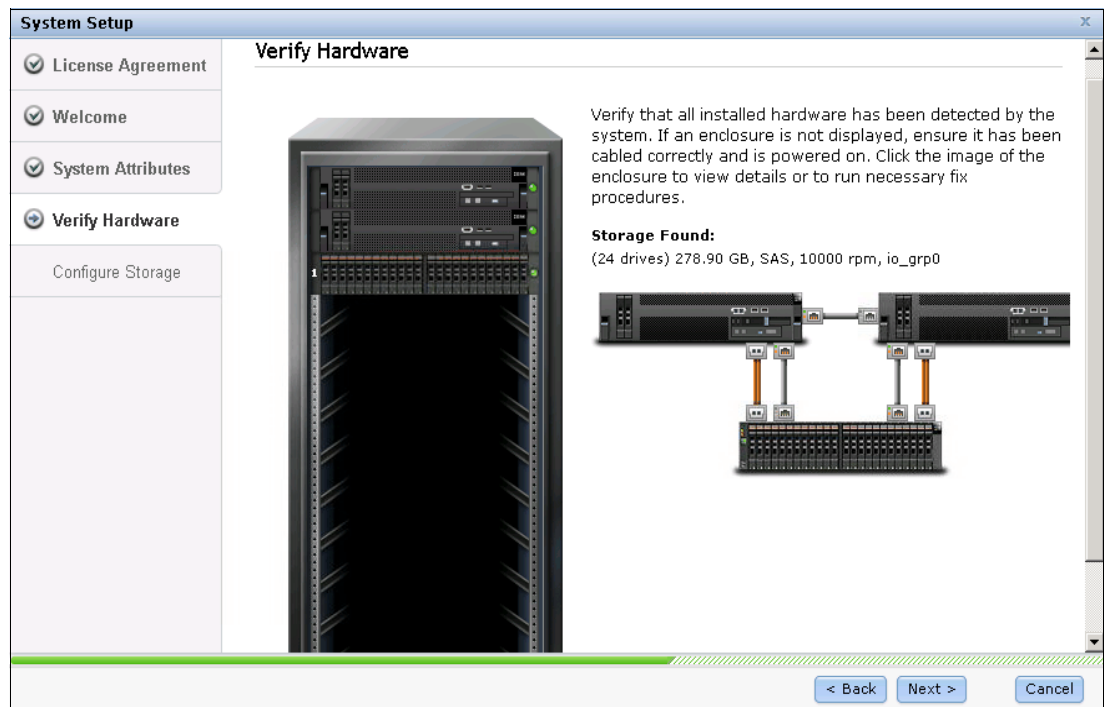 System Setup
x
License Agreement
Welcome
System Attributes
Verify Hardware
Configure Storage
Verify Hardware
Verify that all installed hardware has been detected by the
system. If an enclosure is not displayed, ensure it has been
cabled correctly and is powered on. Click the image of the
enclosure to view details or to run necessary fix
procedures.
Storage Found:
(24 drives) 278.90 GB, SAS, 10000 rpm, io_grp0
1
< Back
Next >
Cancel